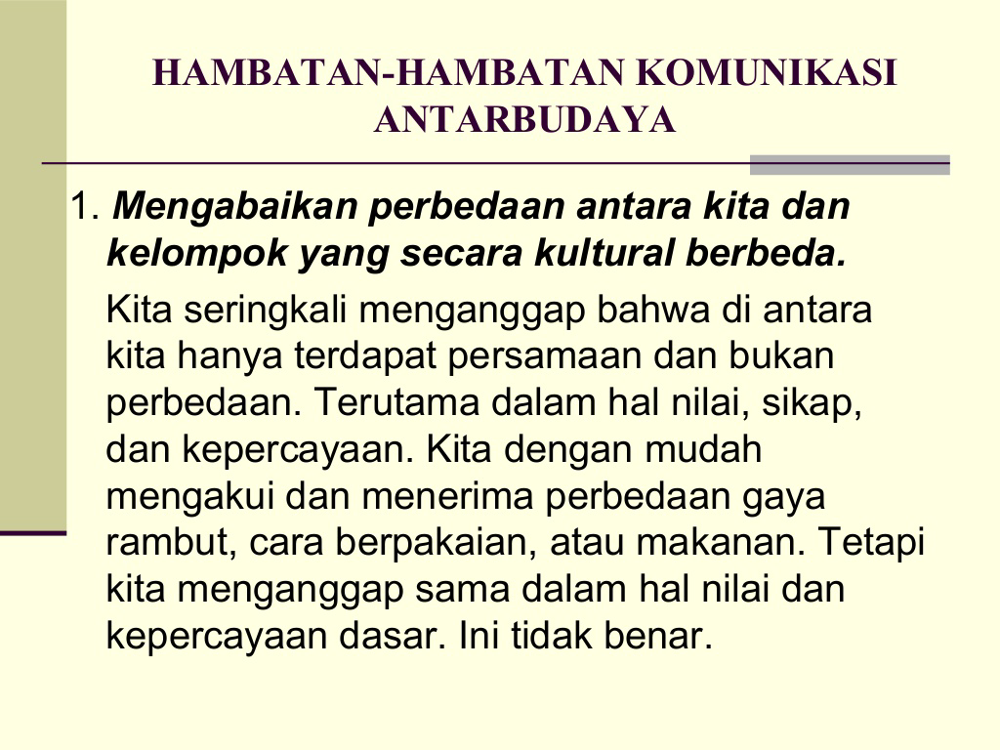 HAMBATAN-HAMBATAN KOMUNIKASI
ANTARBUDAYA
1. Mengabaikan perbedaan antara kita dan
kelompok yang secara kultural berbeda.
Kita seringkali menganggap bahwa di antara
kita hanya terdapat persamaan dan bukan
perbedaan. Terutama dalam hal nilai, sikap,
dan kepercayaan. Kita dengan mudah
mengakui dan menerima perbedaan gaya
rambut, cara berpakaian, atau makanan. Tetapi
kita menganggap sama dalam hal nilai dan
kepercayaan dasar. Ini tidak benar.